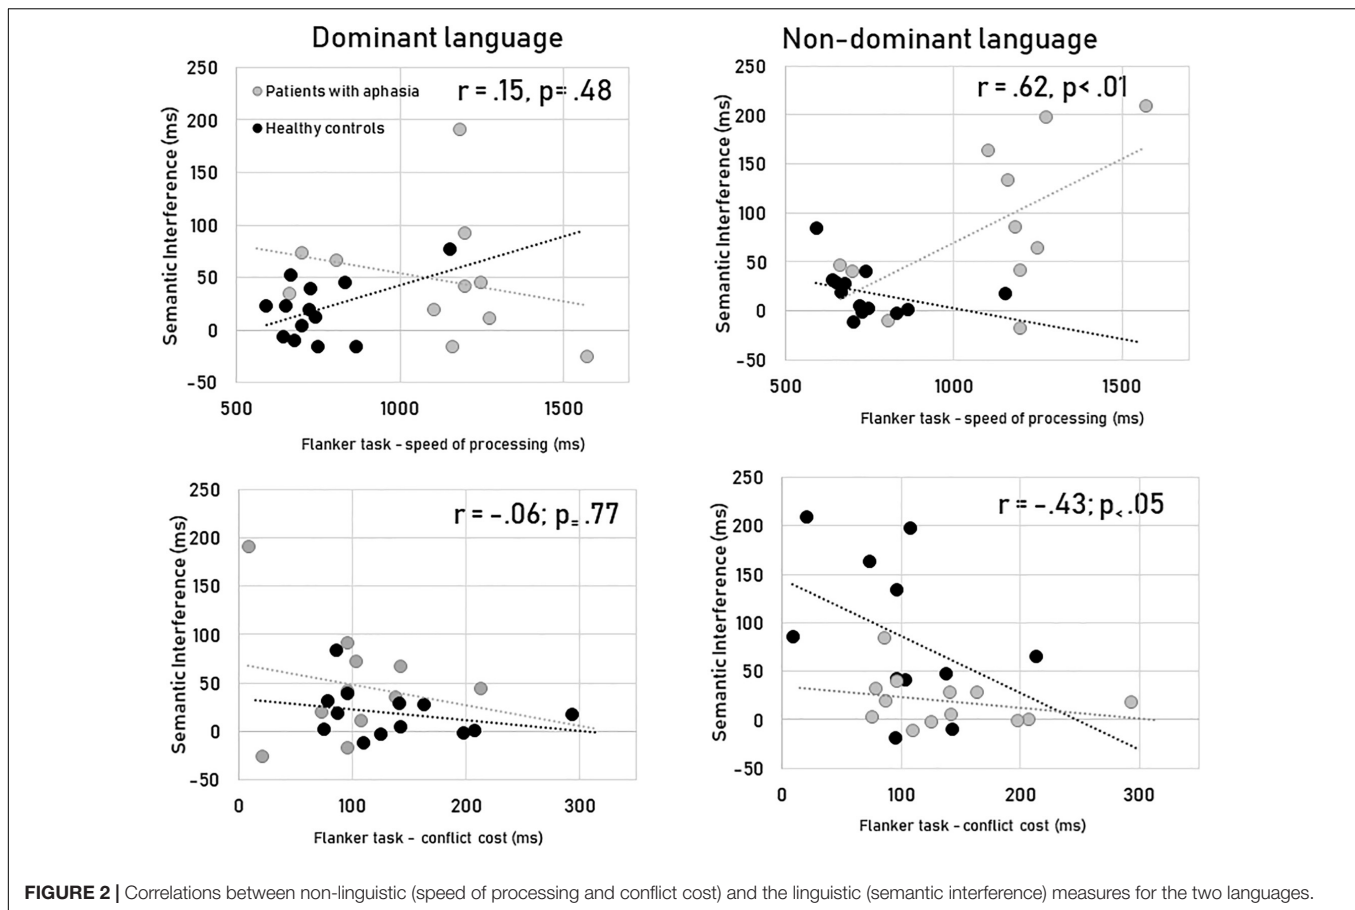 Dominant language
250
200
150
100
50
0
-50
Semantic Interference (ms)
Patients with aphasia
Healthy controls
r = .15, p= .48
500
1000
1500
Flanker task - speed of processing (ms)
Non-dominant language
250
200
150
100
50
0
-50
Semantic Interference (ms)
r = .62, p< .01
500
1000
1500
Flanker task - speed of processing (ms)
250
200
150
100
50
0
-50
Semantic Interference (ms)
r = -.06; p= .77
0
100
200
300
Flanker task - conflict cost (ms)
250
200
150
100
50
0
-50
Semantic Interference (ms)
r = -.43; p< .05
0
100
200
300
Flanker task - conflict cost (ms)
FIGURE 2 | Correlations between non-linguistic (speed of processing and conflict cost) and the linguistic (semantic interference) measures for the two languages.